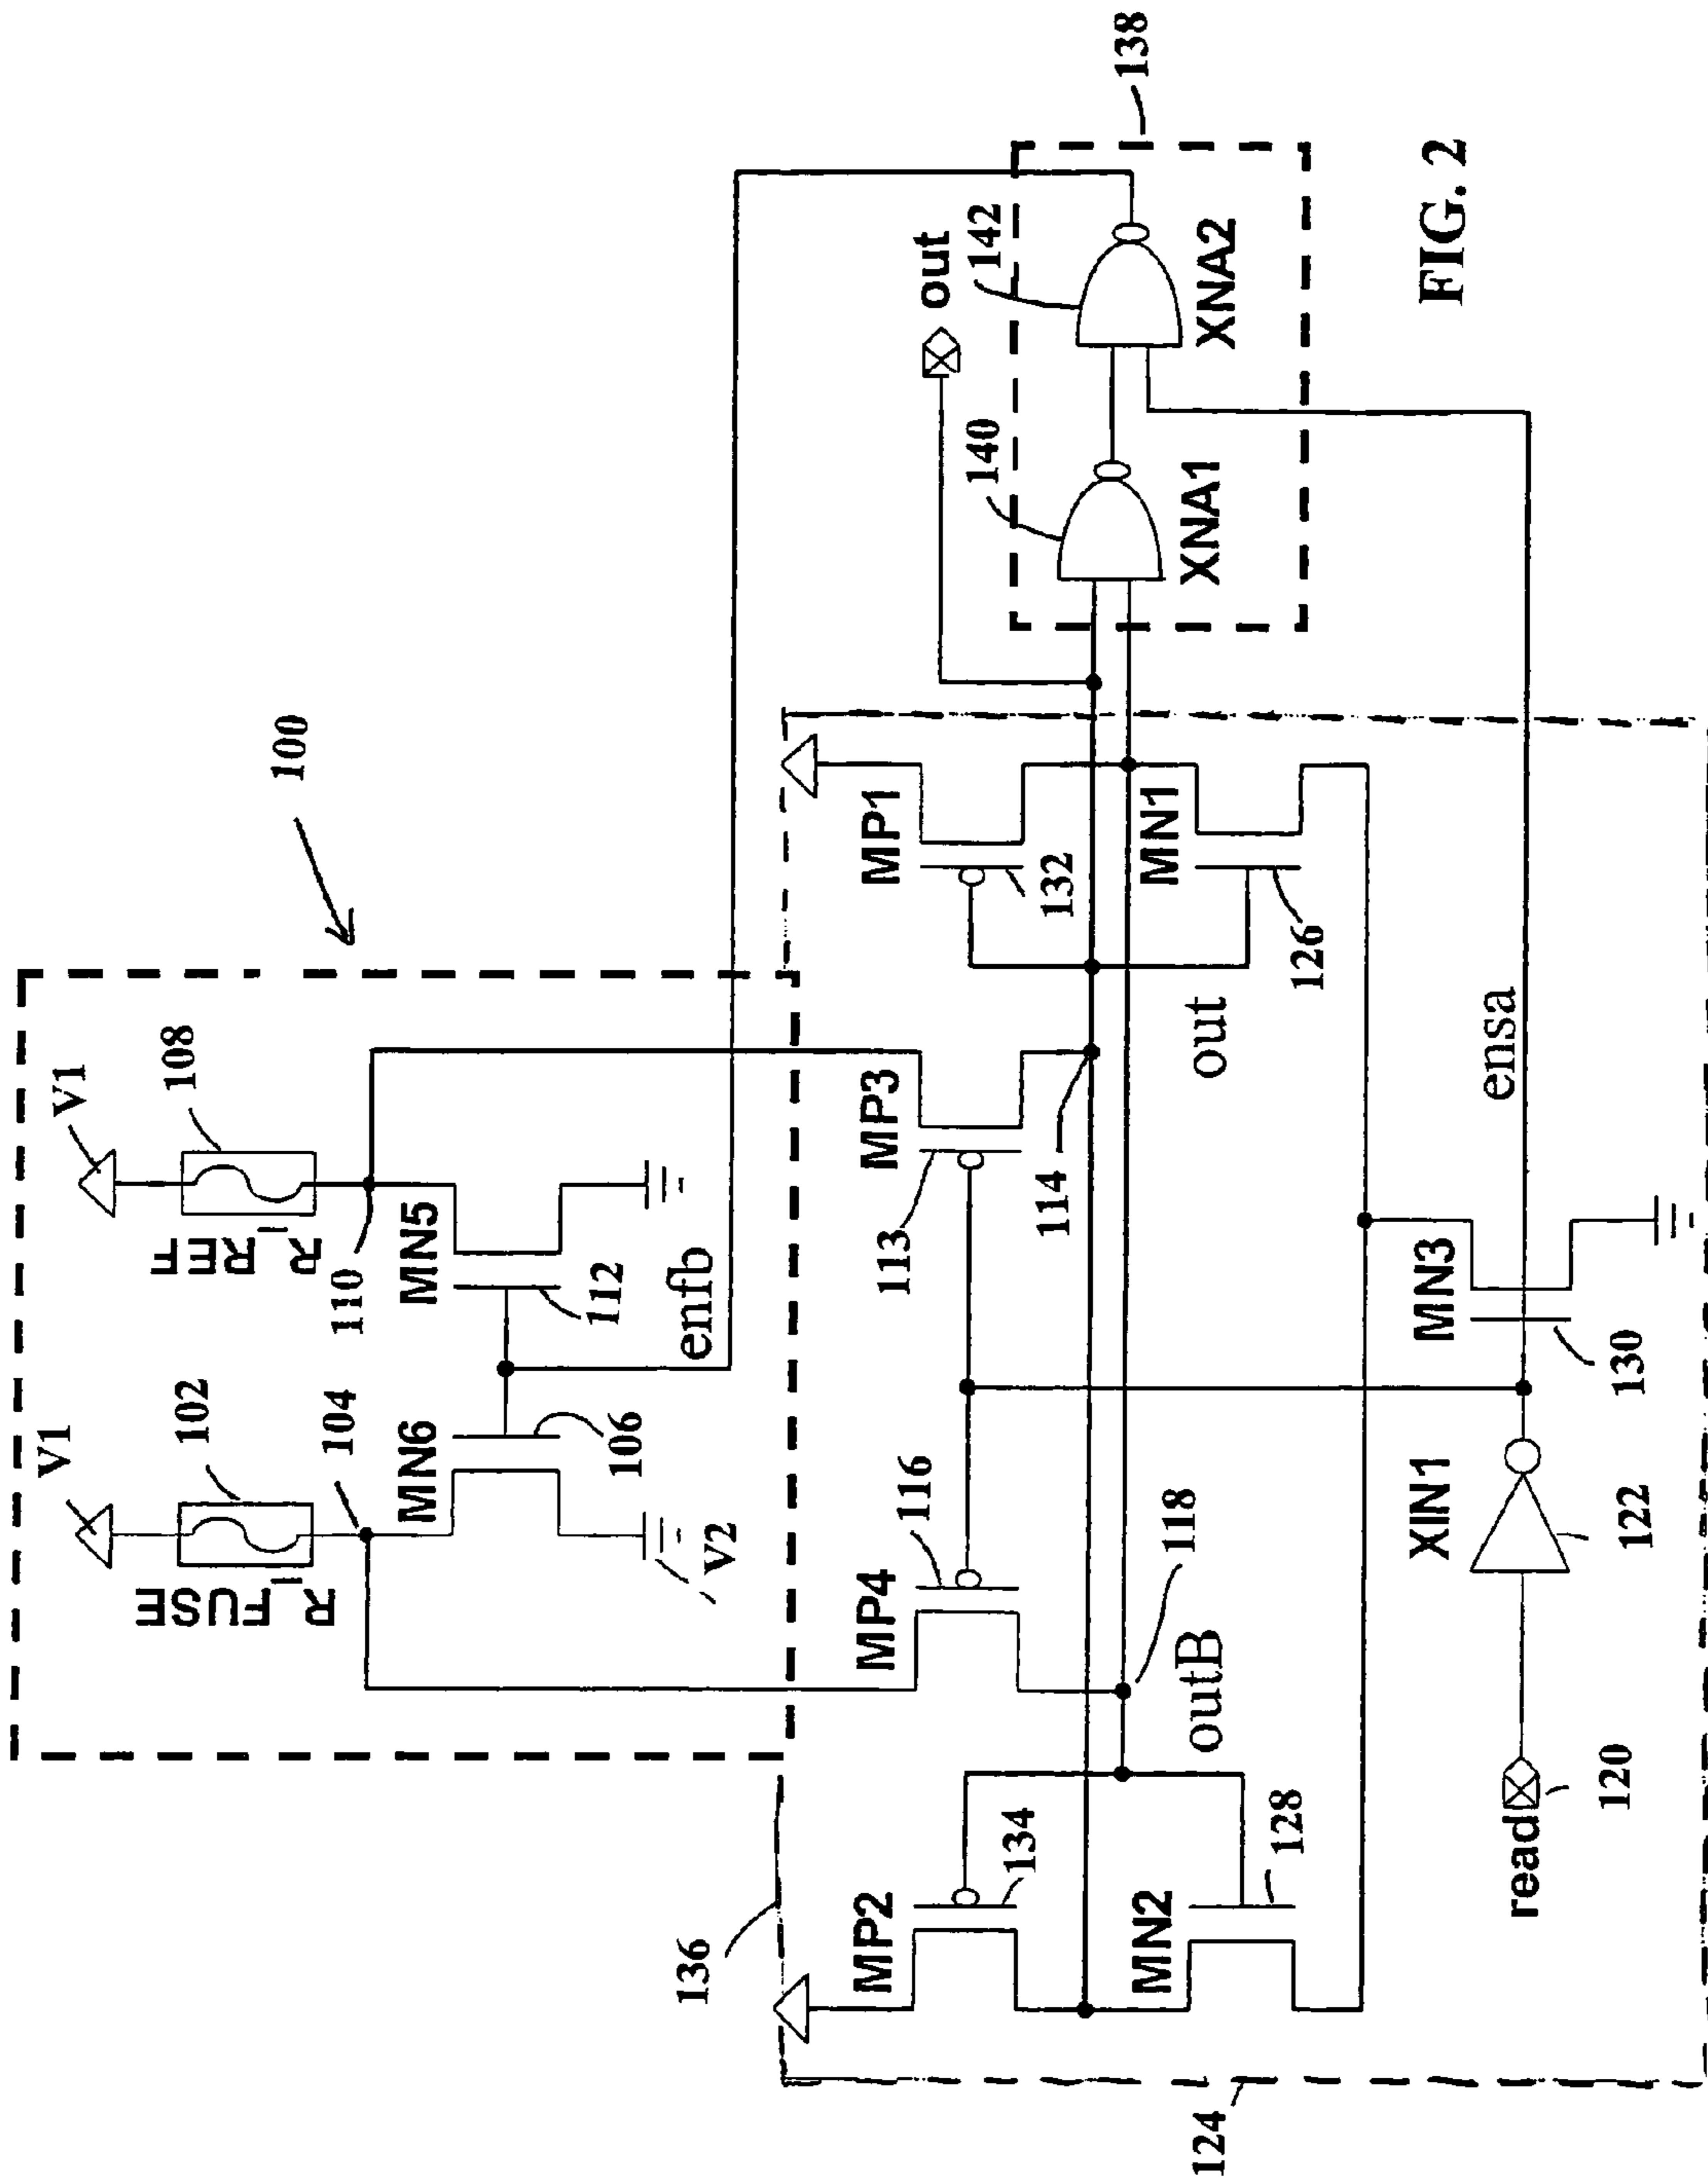 100
V1
V1
102
108
R_FUSE
R_REF
104
110
MN6
MN5
106
112
V2
enfb
136
MP2
MP4
116
MP3
MP1
134
113
132
out
142
140
138
114
118
outB
out
MN2
128
MN1
126
XNA1
XNA2
ensa
XIN1
MN3
130
122
read
120
124
FIG. 2